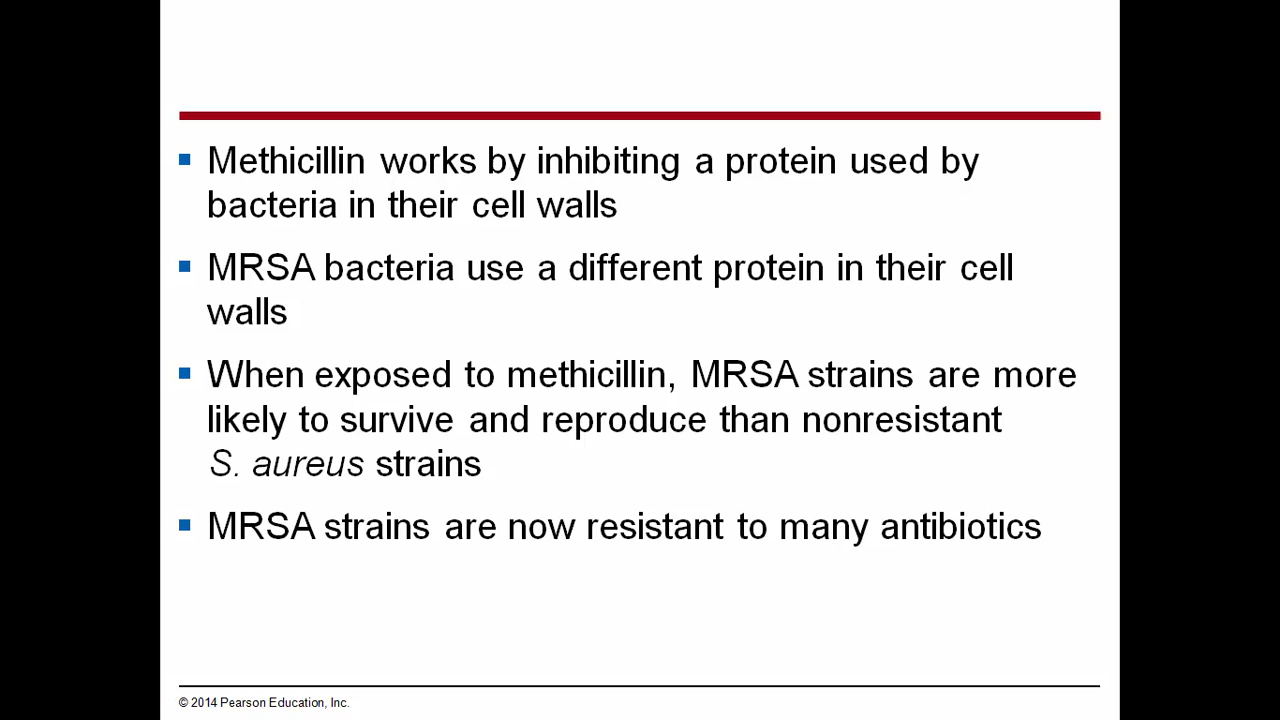 Methicillin works by inhibiting a protein used by
bacteria in their cell walls
MRSA bacteria use a different protein in their cell
walls
When exposed to methicillin, MRSA strains are more
likely to survive and reproduce than nonresistant
S. aureus strains
MRSA strains are now resistant to many antibiotics
© 2014 Pearson Education, Inc.